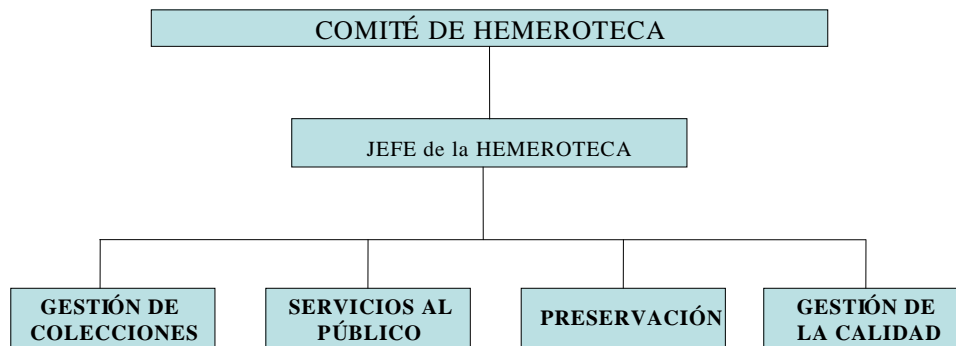 COMITÉ DE HEMEROTECA
JEFE de la HEMEROTECA
GESTIÓN DE
COLECCIONES
SERVICIOS AL
PÚBLICO
PRESERVACIÓN
GESTIÓN DE
LA CALIDAD